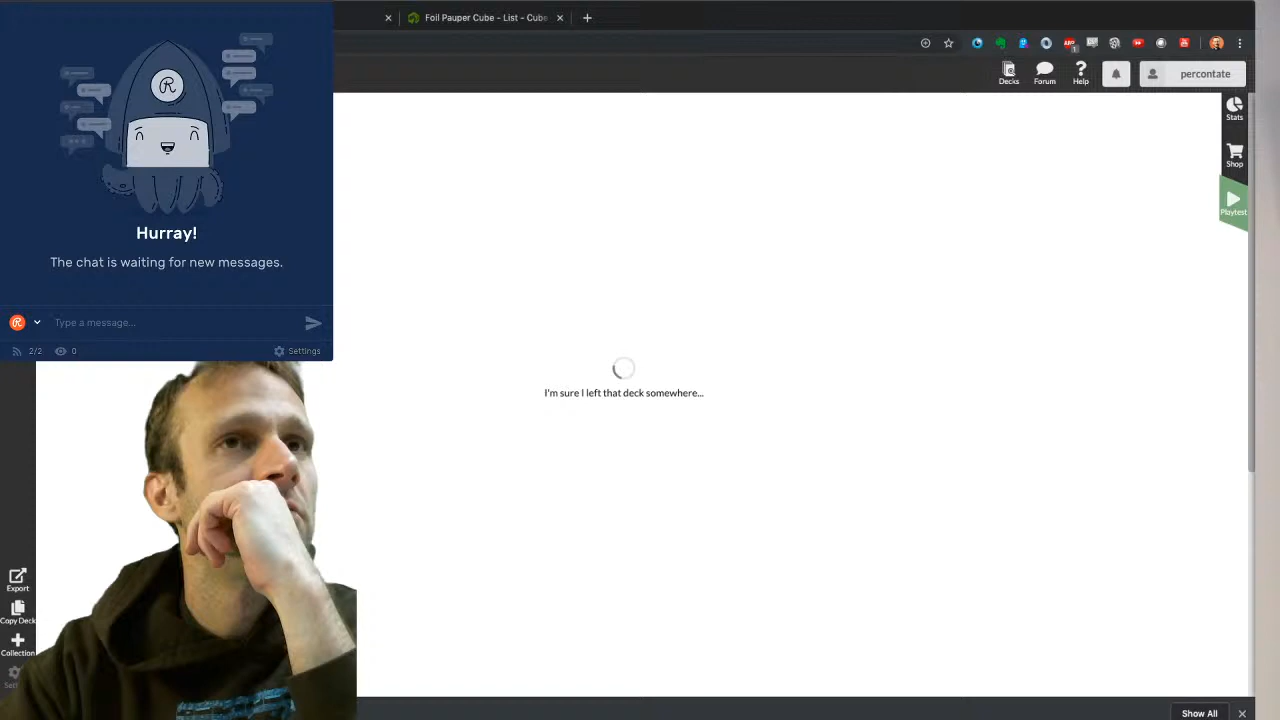 Foil Pauper Cube - List - Cube
Decks
Forum
Help
percontate
Stats
Shop
Playtest
Hurray!
The chat is waiting for new messages.
Type a message...
2/2
0
Settings
I'm sure I left that deck somewhere...
Export
Copy Deck
Collection
Show All